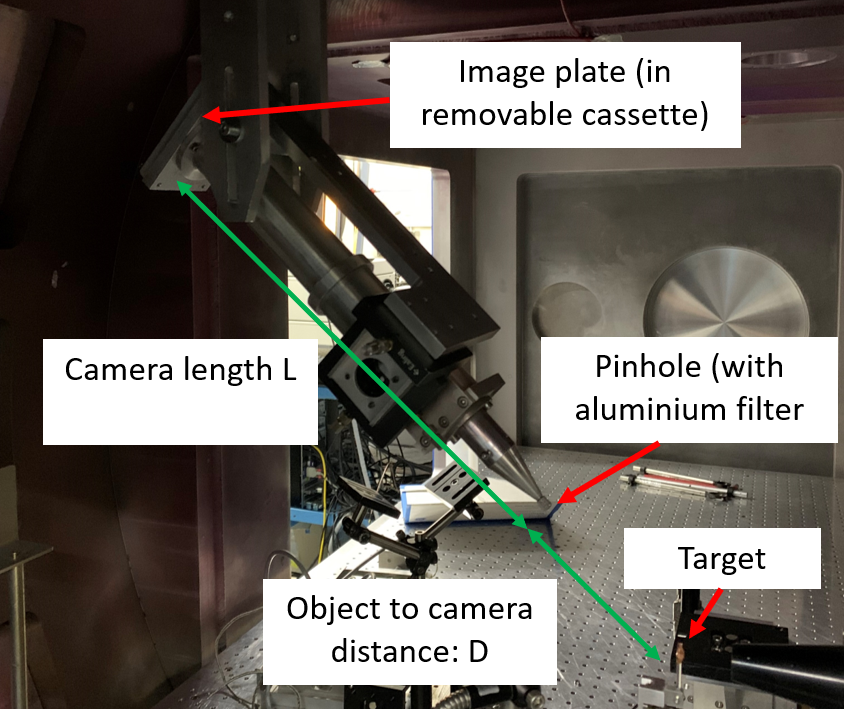 Image plate (in
removable cassette)
Camera length L
Pinhole (with
aluminium filter
Target
Object to camera
distance: D